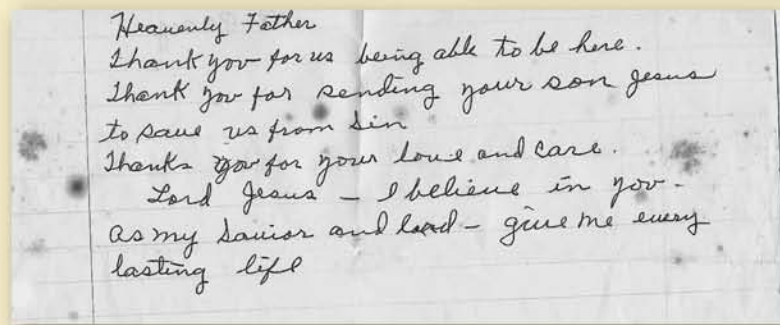 Heavenly Father
Thank you for us being able to be here.
Thank you for sending your son Jesus
to save us from sin
Thanks you for your love and care.
Lord Jesus – I believe in you -
as my Savior and lord – give me every
lasting life